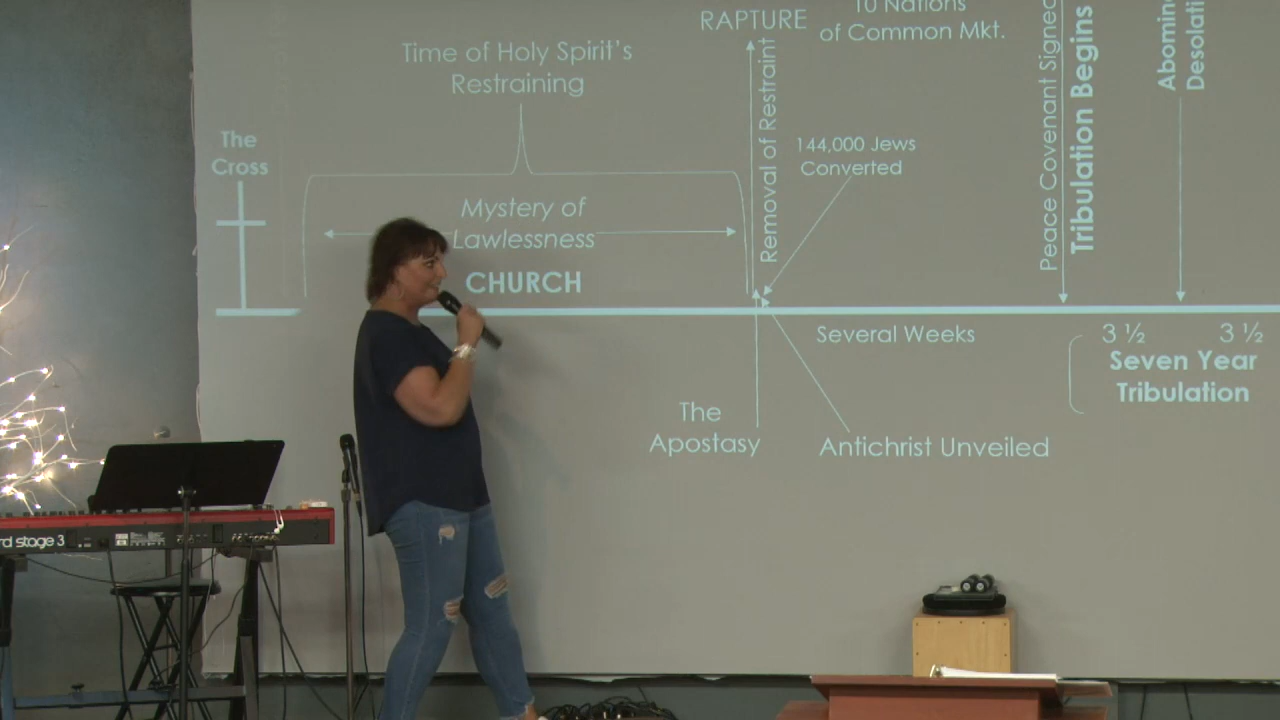 RAPTURE
10 Nations
of Common Mkt.
Time of Holy Spirit's
Restraining
Removal of Restraint
Peace Covenant Signed
Tribulation Begins
The
Cross
144,000 Jews
Converted
Mystery of
Lawlessness
CHURCH
Several Weeks
3 ½ 3 ½
Seven Year
Tribulation
The
Apostasy
Antichrist Unveiled
stage 3